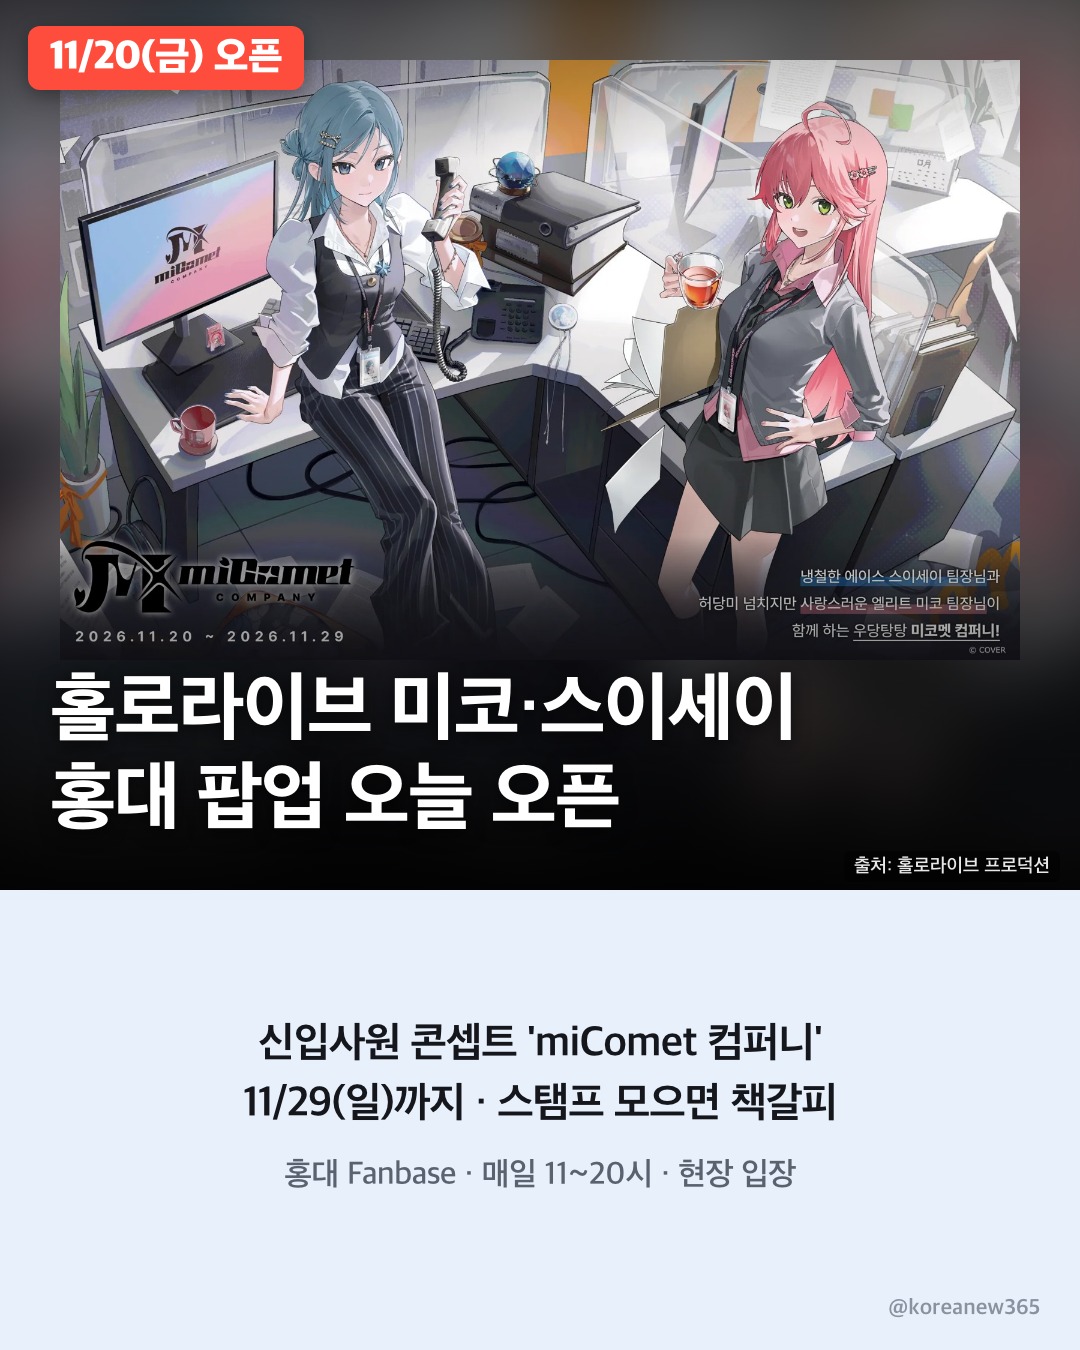 11/20(금) 오픈
miComet
COMPANY
miComet
COMPANY
2026.11.20 ~ 2026.11.29
냉철한 에이스 스이세이 팀장님과
허당미 넘치지만 사랑스러운 엘리트 미코 팀장님이
함께 하는 우당탕탕 미코멧 컴퍼니!
© COVER
홀로라이브 미코·스이세이
홍대 팝업 오늘 오픈
출처: 홀로라이브 프로덕션
신입사원 콘셉트 'miComet 컴퍼니'
11/29(일)까지 · 스탬프 모으면 책갈피
홍대 Fanbase · 매일 11~20시 · 현장 입장
@koreanew365